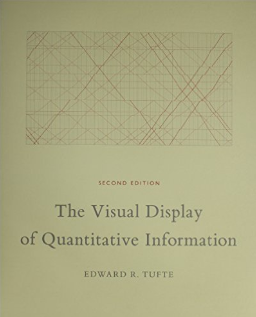 SECOND EDITION
The Visual Display
of Quantitative Information
EDWARD R. TUFTE